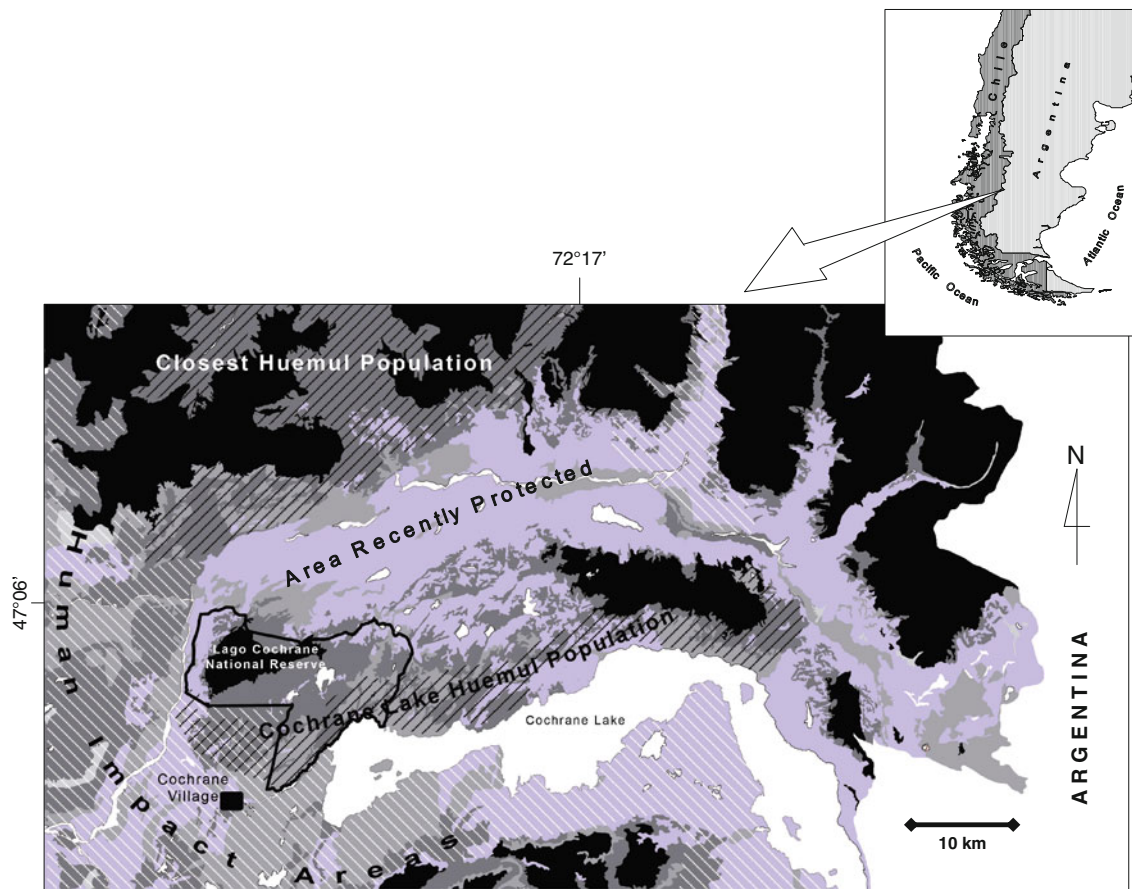 Chile
Argentina
Atlantic Ocean
Pacific Ocean
72°17'
Closest Huemul Population
N
Area Recently Protected
47°06'
Human Impact Areas
Lago Cochrane
National Reserve
Cochrane Lake Huemul Population
Cochrane Lake
Cochrane
Village
ARGENTINA
10 km